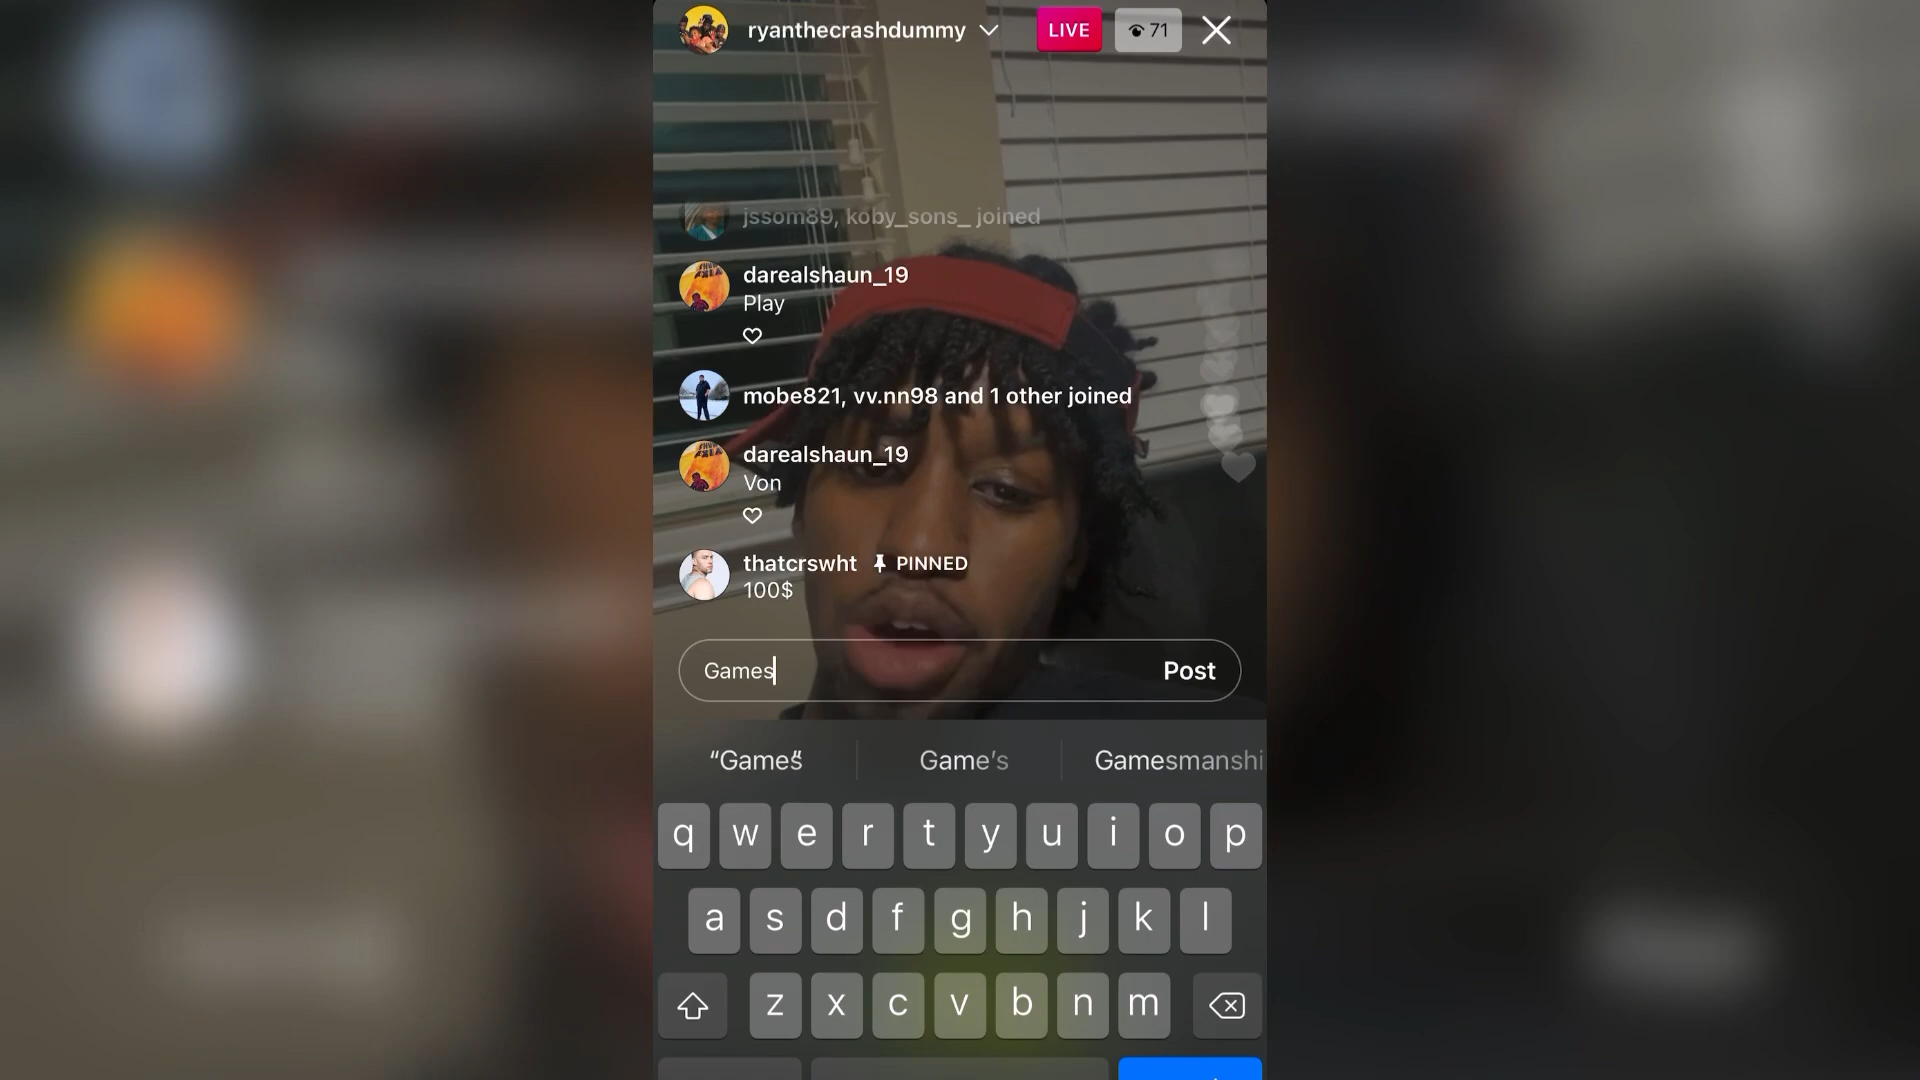 ryanthecrashdummy
LIVE
71
jssom89, koby_sons_ joined
darealshaun_19
Play
mobe821, vv.nn98 and 1 other joined
darealshaun_19
Von
thatcrswht PINNED
100$
Games
Post
“Games”
Game’s
Gamesmanshi
q w e r t y u i o p
a s d f g h j k l
z x c v b n m